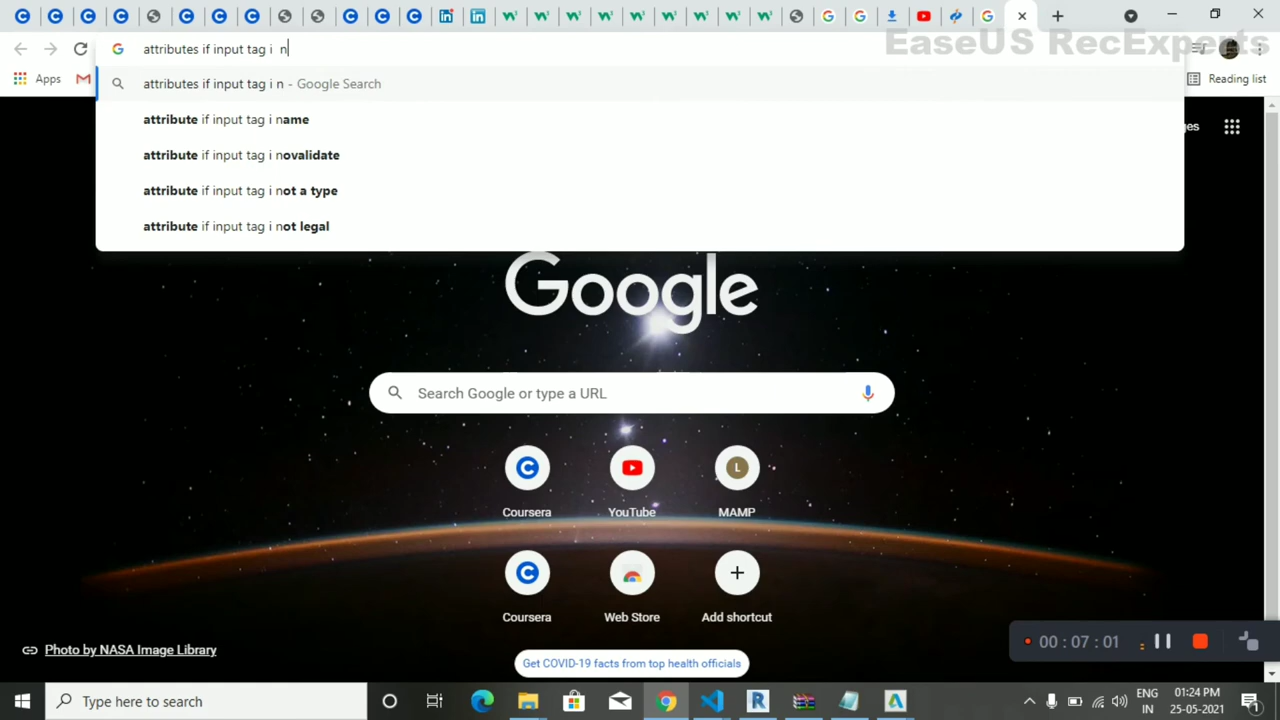 attributes if input tag i  n
EaseUS RecExperts
Apps
Reading list
attributes if input tag i n - Google Search
attribute if input tag i name
attribute if input tag i novalidate
attribute if input tag i not a type
attribute if input tag i not legal
Google
Search Google or type a URL
L
Coursera YouTube MAMP
Coursera Web Store Add shortcut
Photo by NASA Image Library
00 : 07 : 01
Get COVID-19 facts from top health officials
Type here to search
ENG
IN
01:24 PM
25-05-2021
1